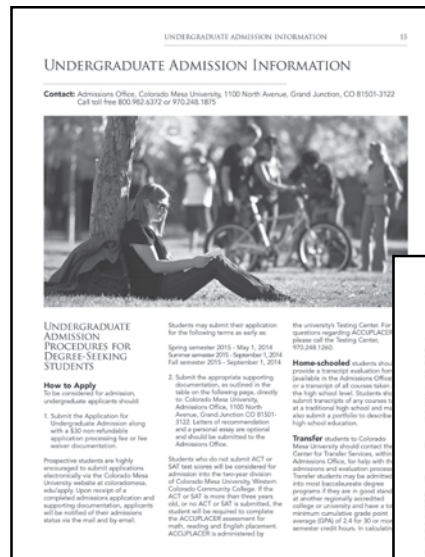 UNDERGRADUATE ADMISSION INFORMATION 15
UNDERGRADUATE ADMISSION INFORMATION
Contact: Admissions Office, Colorado Mesa University, 1100 North Avenue, Grand Junction, CO 81501-3122
Call toll free 800.982.6372 or 970.248.1875
UNDERGRADUATE
ADMISSION
PROCEDURES FOR
DEGREE-SEEKING
STUDENTS
How to Apply
To be considered for admission,
undergraduate applicants should:
1. Submit the Application for
Undergraduate Admission along
with a $30 non-refundable
application processing fee or fee
waiver documentation.
Prospective students are highly
encouraged to submit applications
electronically via the Colorado Mesa
University website at coloradomesa.
edu/apply. Upon receipt of a
completed admissions application and
supporting documentation, applicants
will be notified of their admissions
status via the mail and by email.
Students may submit their application
for the following terms as early as:
Spring semester 2015 - May 1, 2014
Summer semester 2015 - September 1, 2014
Fall semester 2015 - September 1, 2014
2. Submit the appropriate supporting
documentation, as outlined in the
table on the following page, directly
to: Colorado Mesa University,
Admissions Office, 1100 North
Avenue, Grand Junction CO 81501-
3122. Letters of recommendation
and a personal essay are optional
and should be submitted to the
Admissions Office.
Students who do not submit ACT or
SAT test scores will be considered for
admission into the two-year division
of Colorado Mesa University, Western
Colorado Community College. If the
ACT or SAT is more than three years
old, or no ACT or SAT is submitted, the
student will be required to complete
the ACCUPLACER assessment for
math, reading and English placement.
ACCUPLACER is administered by
the university's Testing Center. For
questions regarding ACCUPLACER
please call the Testing Center,
970.248.1260.
Home-schooled students shou
provide a transcript evaluation form
(available in the Admissions Office
or a transcript of all courses taken
the high school level. Students sho
submit transcripts of any courses t
at a traditional high school and ma
also submit a portfolio to describe
high school education.
Transfer students to Colorado
Mesa University should contact the
Center for Transfer Services, within
Admissions Office, for help with th
admissions and evaluation process
Transfer students may be admitted
into most baccalaureate degree
programs if they are in good stand
at another regionally accredited
college or university and have a
minimum cumulative grade point
average (GPA) of 2.4 for 30 or mo
semester credit hours. In calculatin